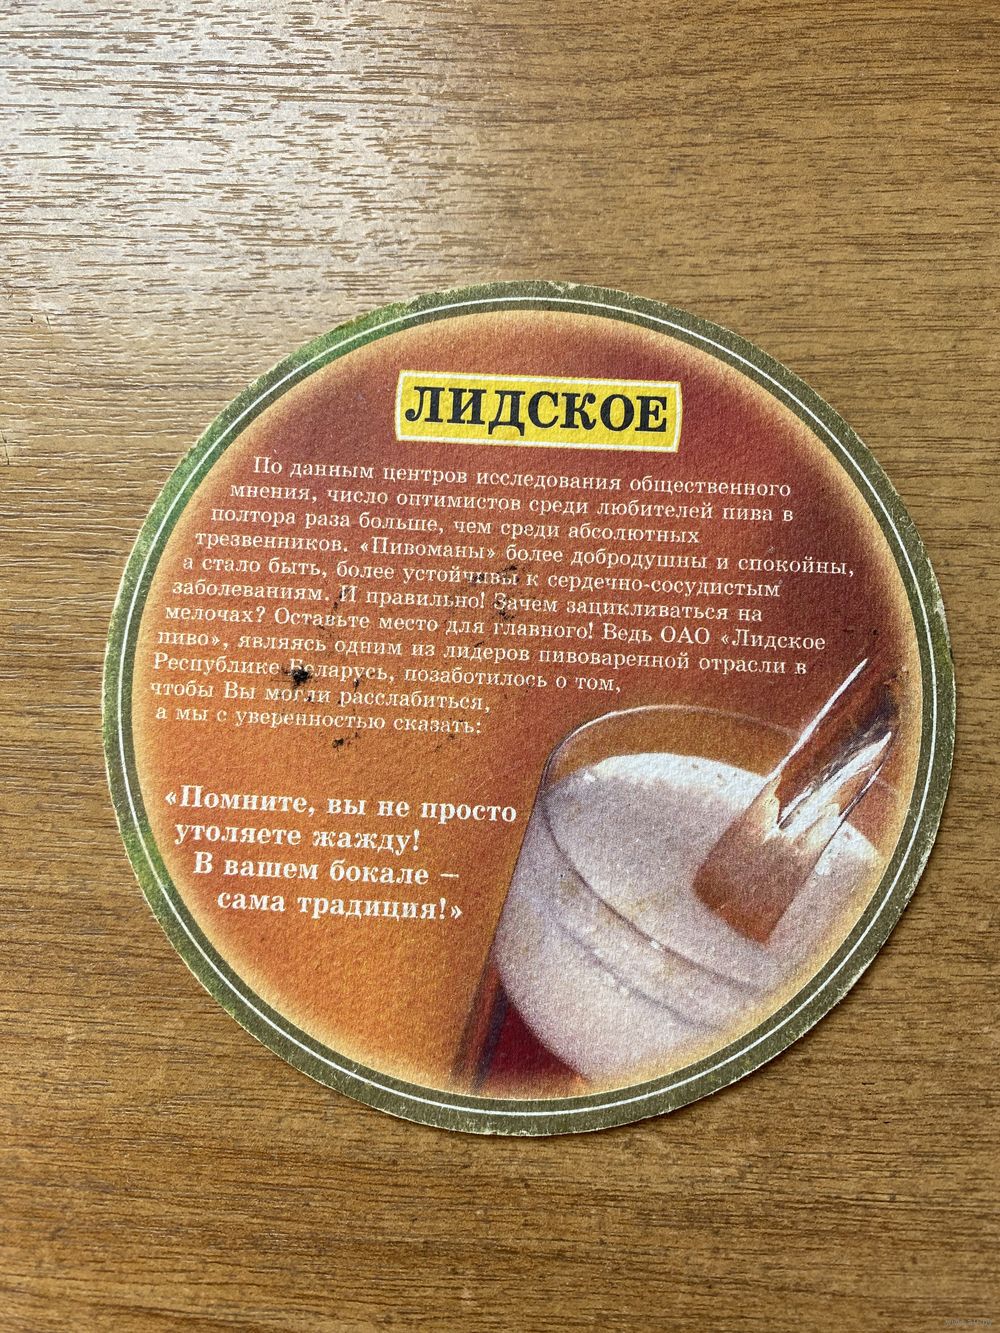 ЛИДСКОЕ
По данным центров исследования общественного
мнения, число оптимистов среди любителей пива в
полтора раза больше, чем среди абсолютных
трезвенников. «Пивоманы» более добродушны и спокойны,
а стало быть, более устойчивы к сердечно-сосудистым
заболеваниям. И правильно! Зачем зацикливаться на
мелочах? Оставьте место для главного! Ведь ОАО «Лидское
пиво», являясь одним из лидеров пивоваренной отрасли в
Республике Беларусь, позаботилось о том,
чтобы Вы могли расслабиться,
а мы с уверенностью сказать:
«Помните, вы не просто
утоляете жажду!
В вашем бокале –
сама традиция!»